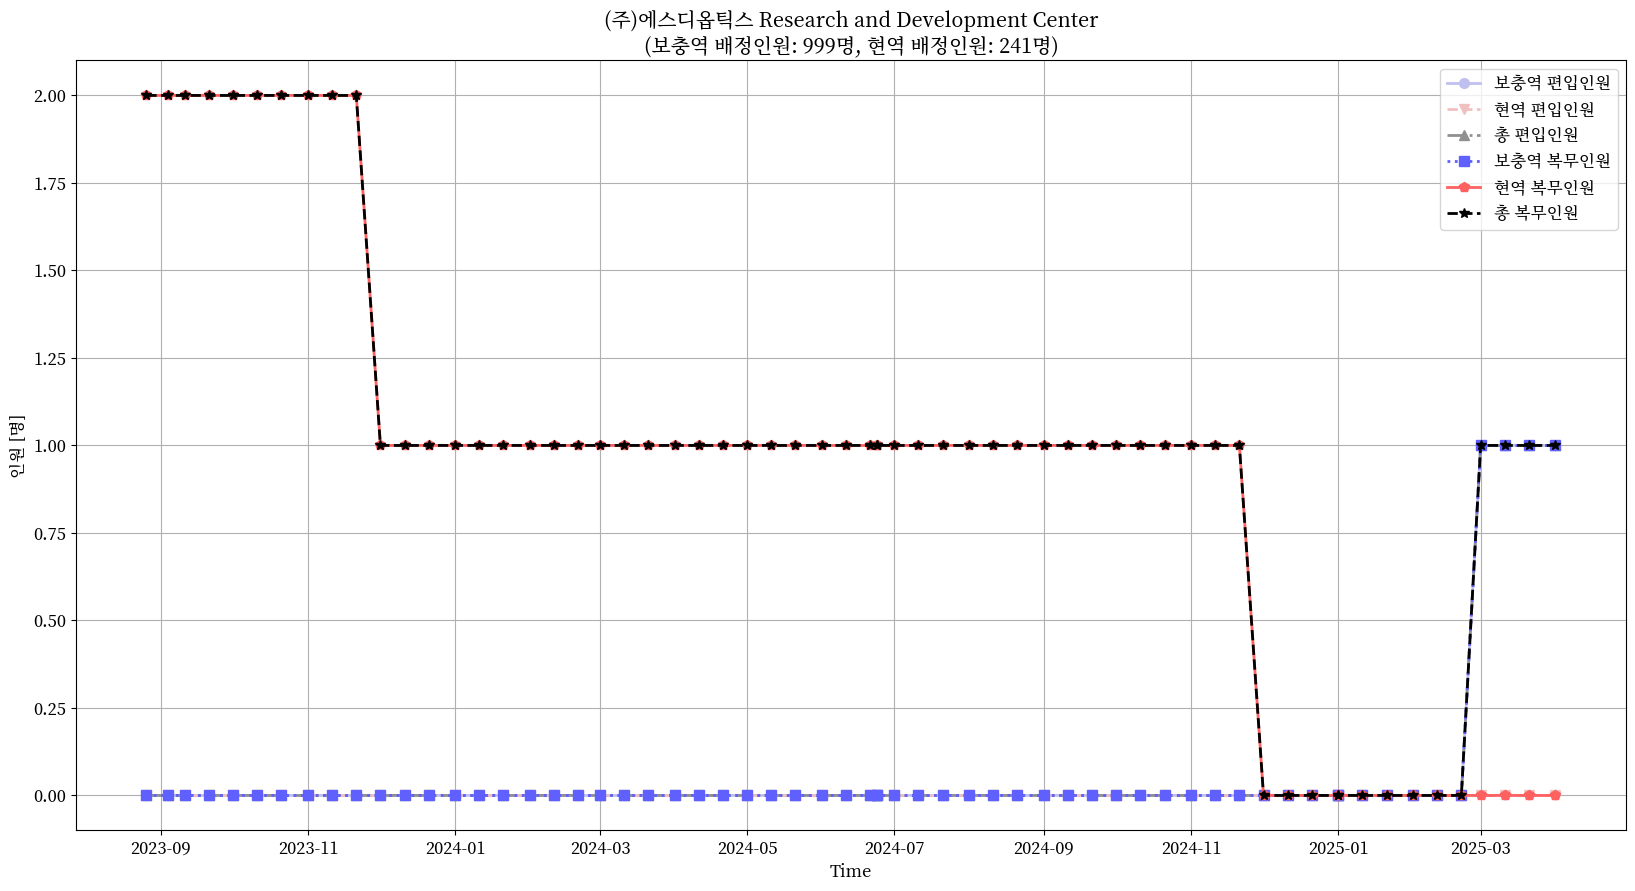 (주)에스디옵틱스 Research and Development Center
(보충역 배정인원: 999명, 현역 배정인원: 241명)
보충역 편입인원
현역 편입인원
총 편입인원
보충역 복무인원
현역 복무인원
총 복무인원
2.00
1.75
1.50
1.25
1.00
0.75
0.50
0.25
0.00
인원 [명]
2023-09 2023-11 2024-01 2024-03 2024-05 2024-07 2024-09 2024-11 2025-01 2025-03
Time